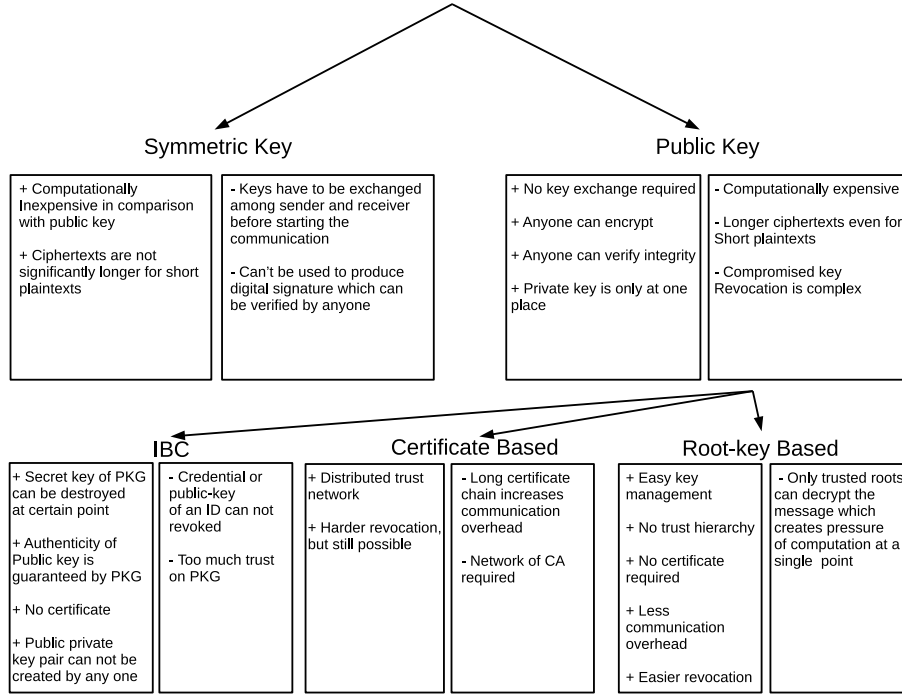 Symmetric Key
+ Computationally
Inexpensive in comparison
with public key
+ Ciphertexts are not
significantly longer for short
plaintexts
- Keys have to be exchanged
among sender and receiver
before starting the
communication
- Can't be used to produce
digital signature which can
be verified by anyone
Public Key
+ No key exchange required
+ Anyone can encrypt
+ Anyone can verify integrity
+ Private key is only at one
place
- Computationally expensive
- Longer ciphertexts even for
Short plaintexts
- Compromised key
Revocation is complex
IBC
+ Secret key of PKG
can be destroyed
at certain point
+ Authenticity of
Public key is
guaranteed by PKG
+ No certificate
+ Public private
key pair can not be
created by any one
- Credential or
public-key
of an ID can not
revoked
- Too much trust
on PKG
Certificate Based
+ Distributed trust
network
+ Harder revocation,
but still possible
- Long certificate
chain increases
communication
overhead
- Network of CA
required
Root-key Based
+ Easy key
management
+ No trust hierarchy
+ No certificate
required
+ Less
communication
overhead
+ Easier revocation
- Only trusted roots
can decrypt the
message which
creates pressure
of computation at a
single point